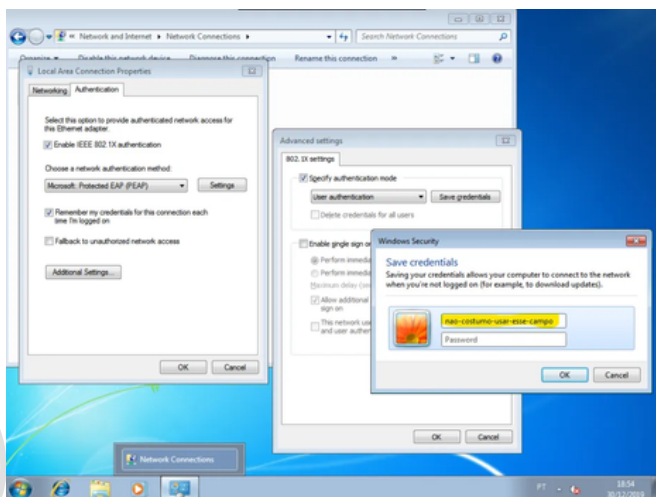 « Network and Internet ▸ Network Connections ▸
Search Network Connections
Organize Disable this network device Diagnose this connection Rename this connection »
Local Area Connection Properties
Networking Authentication
Select this option to provide authenticated network access for
this Ethernet adapter.
Enable IEEE 802.1X authentication
Choose a network authentication method:
Microsoft: Protected EAP (PEAP) Settings
Remember my credentials for this connection each
time I'm logged on
Fallback to unauthorized network access
Additional Settings...
OK Cancel
Advanced settings
802.1X settings
Specify authentication mode
User authentication Save credentials
Delete credentials for all users
Enable single sign
Perform immedia
Perform immedia
Maximum delay
Allow additional
sign on
This network
and user
OK Cancel
Windows Security
Save credentials
Saving your credentials allows your computer to connect to the network
when you're not logged on (for example, to download updates).
nao-costumo-usar-esse-campo
Password
OK Cancel
Network Connections
PT
18:54
30/12/2019